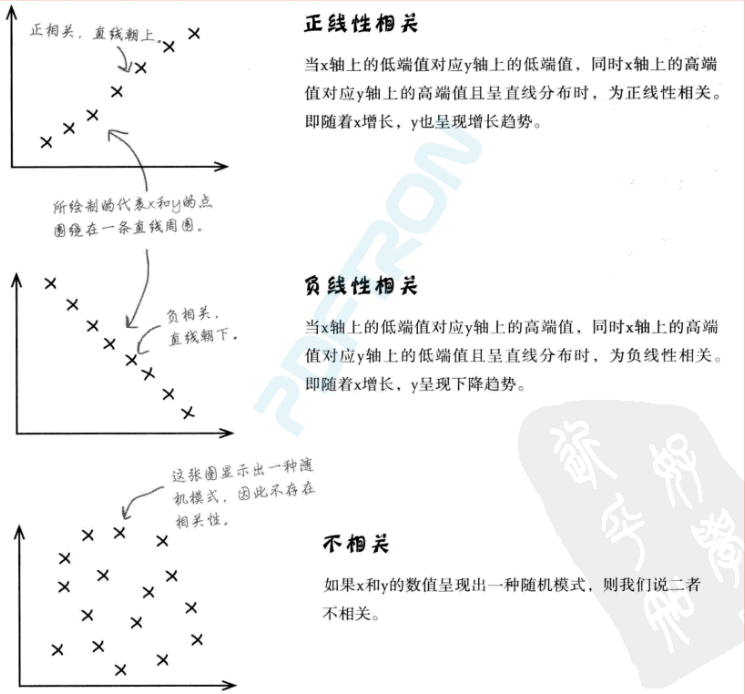 正相关，直线朝上。
正线性相关
当x轴上的低端值对应y轴上的低端值，同时x轴上的高端
值对应y轴上的高端值且呈直线分布时，为正线性相关。
即随着x增长，y也呈现增长趋势。
所绘制的代表x和y的点
围绕在一条直线周围。
负相关，
直线朝下。
负线性相关
当x轴上的低端值对应y轴上的高端值，同时x轴上的高端
值对应y轴上的低端值且呈直线分布时，为负线性相关。
即随着x增长，y呈现下降趋势。
PDFTRON
这张图显示出一种随
机模式，因此不存在
相关性。
不相关
如果x和y的数值呈现出一种随机模式，则我们说二者
不相关。